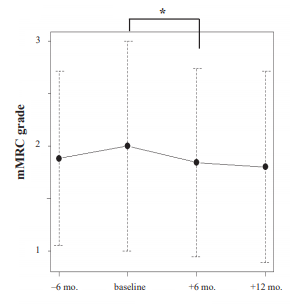 *
3
2
1
mMRC grade
−6 mo.
baseline
+6 mo.
+12 mo.